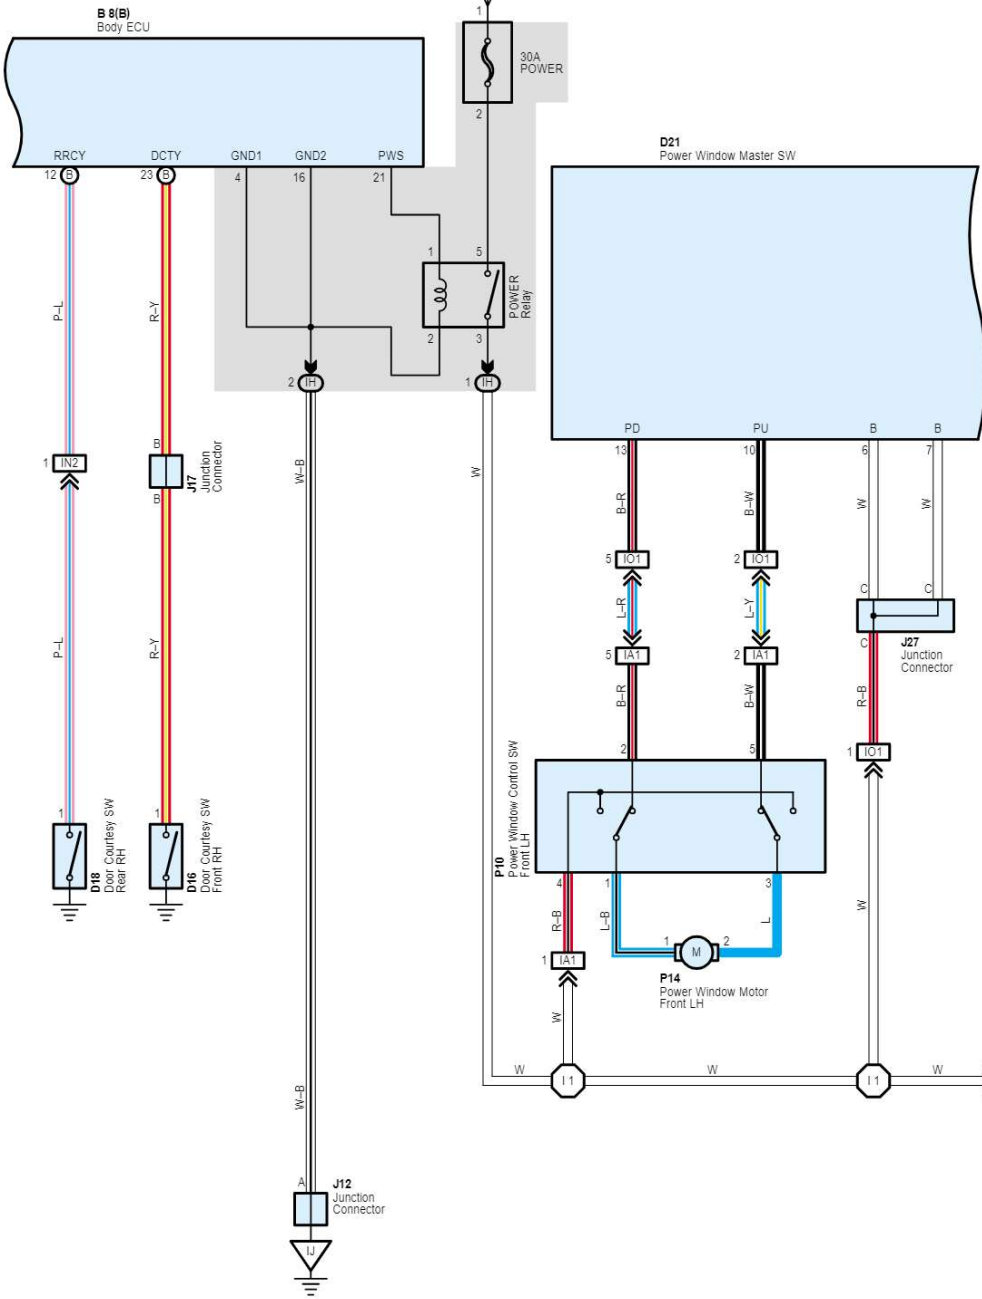 B 8(B)
Body ECU
1
30A
POWER
2
D21
Power Window Master SW
RRCY
DCTY
GND1
GND2
PWS
12
B
23
B
4
16
21
1
5
POWER
Relay
2
3
P–L
R–Y
2
IH
1
IH
PD
PU
B
B
13
10
6
7
1
IN2
B
J17
Junction
Connector
B
W–B
W
B–R
B–W
W
W
5
IO1
2
IO1
L–R
L–Y
C
C
5
IA1
2
IA1
C
J27
Junction
Connector
P–L
R–Y
B–R
B–W
R–B
1
IO1
2
5
P10
Power Window Control SW
Front LH
1
D18
Door Courtesy SW
Rear RH
1
D16
Door Courtesy SW
Front RH
4
1
3
R–B
L–B
L
W
1
IA1
1
M
2
P14
Power Window Motor
Front LH
W
W
I 1
W
I 1
W
W–B
A
J12
Junction
Connector
IJ